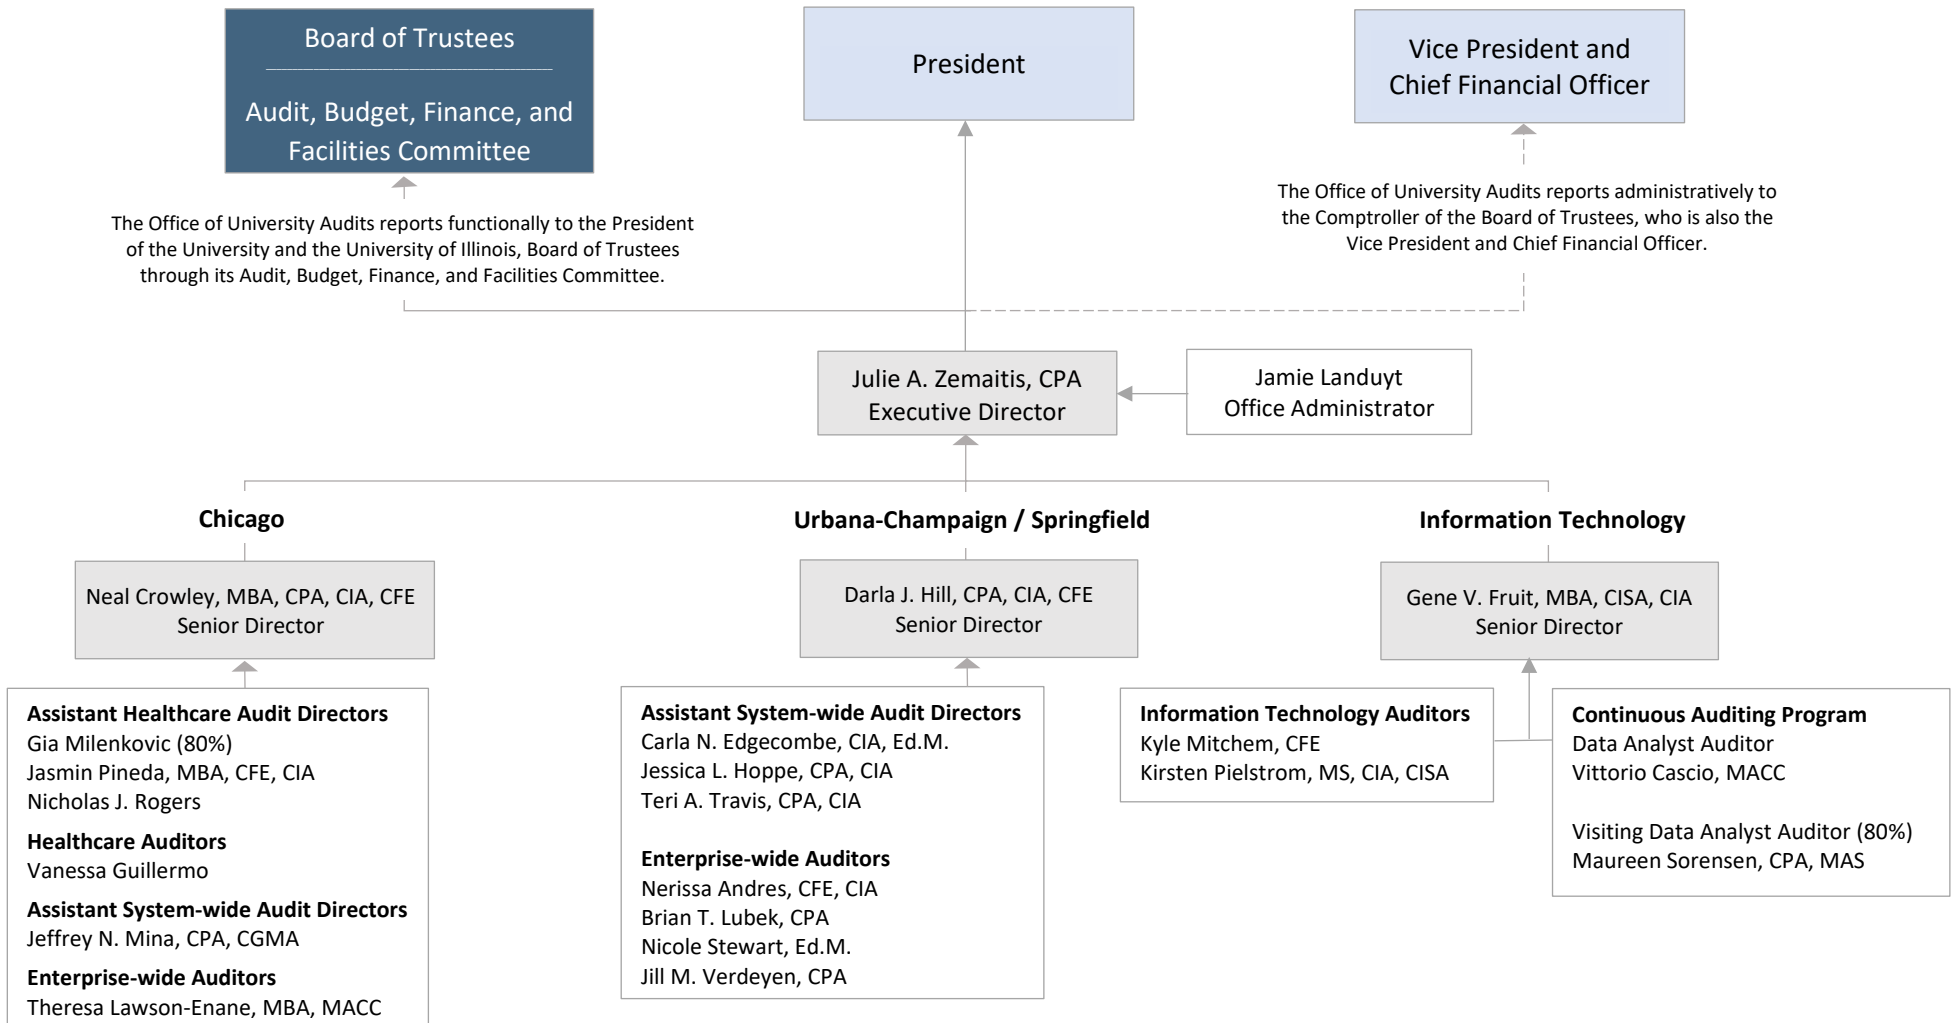 Board of Trustees
Audit, Budget, Finance, and
Facilities Committee
President
Vice President and
Chief Financial Officer
The Office of University Audits reports functionally to the President
of the University and the University of Illinois, Board of Trustees
through its Audit, Budget, Finance, and Facilities Committee.
The Office of University Audits reports administratively to
the Comptroller of the Board of Trustees, who is also the
Vice President and Chief Financial Officer.
Julie A. Zemaitis, CPA
Executive Director
Jamie Landuyt
Office Administrator
Chicago
Neal Crowley, MBA, CPA, CIA, CFE
Senior Director
Assistant Healthcare Audit Directors
Gia Milenkovic (80%)
Jasmin Pineda, MBA, CFE, CIA
Nicholas J. Rogers
Healthcare Auditors
Vanessa Guillermo
Assistant System-wide Audit Directors
Jeffrey N. Mina, CPA, CGMA
Enterprise-wide Auditors
Theresa Lawson-Enane, MBA, MACC
Urbana-Champaign / Springfield
Darla J. Hill, CPA, CIA, CFE
Senior Director
Assistant System-wide Audit Directors
Carla N. Edgecombe, CIA, Ed.M.
Jessica L. Hoppe, CPA, CIA
Teri A. Travis, CPA, CIA
Enterprise-wide Auditors
Nerissa Andres, CFE, CIA
Brian T. Lubek, CPA
Nicole Stewart, Ed.M.
Jill M. Verdeyen, CPA
Information Technology
Gene V. Fruit, MBA, CISA, CIA
Senior Director
Information Technology Auditors
Kyle Mitchem, CFE
Kirsten Pielstrom, MS, CIA, CISA
Continuous Auditing Program
Data Analyst Auditor
Vittorio Cascio, MACC
Visiting Data Analyst Auditor (80%)
Maureen Sorensen, CPA, MAS